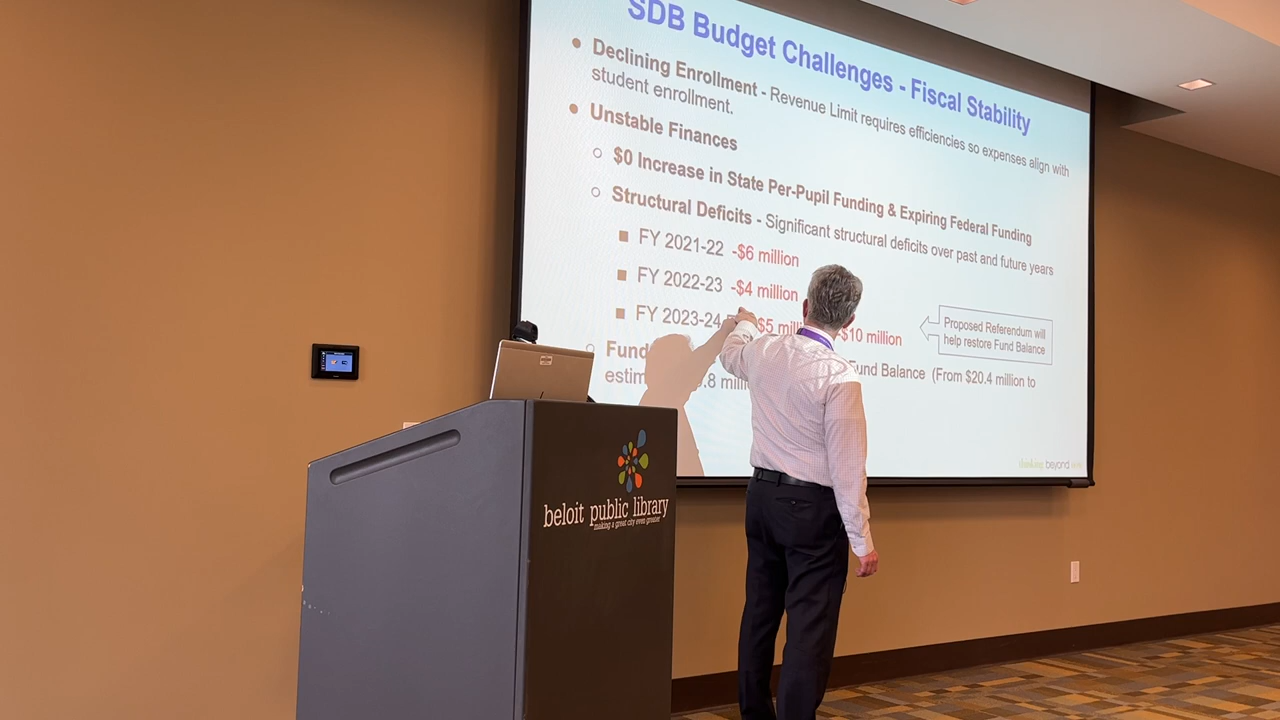 SDB Budget Challenges - Fiscal Stability
Declining Enrollment - Revenue Limit requires efficiencies so expenses align with
student enrollment.
Unstable Finances
$0 Increase in State Per-Pupil Funding & Expiring Federal Funding
Structural Deficits - Significant structural deficits over past and future years
FY 2021-22 -$6 million
FY 2022-23 -$4 million
FY 2023-24 $5 $10 million
Proposed Referendum will
help restore Fund Balance
Fund Balance (From $20.4 million to
.8
thinking beyond
beloit public library
making a great city even greater